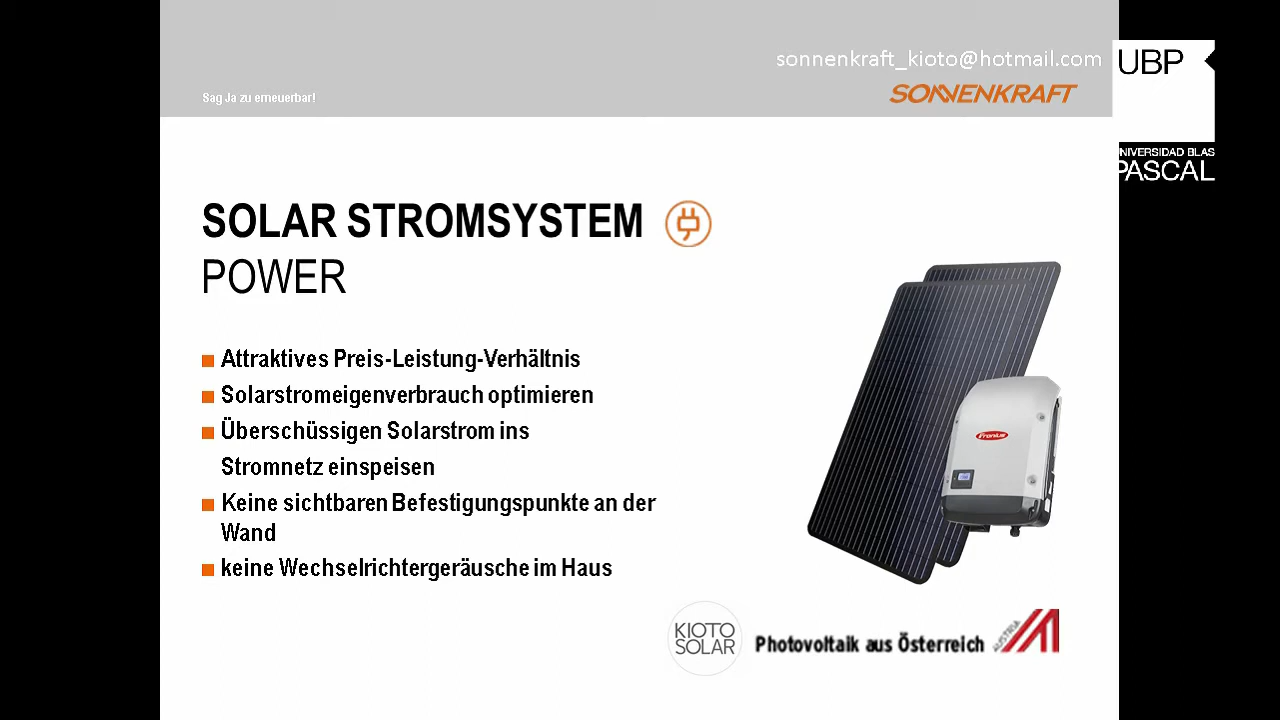 sonnenkraft_kioto@hotmail.com
UBP
Sag Ja zu erneuerbar!
SONNENKRAFT
UNIVERSIDAD BLAS
PASCAL
SOLAR STROMSYSTEM
POWER
Attraktives Preis-Leistung-Verhältnis
Solarstromeigenverbrauch optimieren
Überschüssigen Solarstrom ins
Stromnetz einspeisen
Keine sichtbaren Befestigungspunkte an der
Wand
keine Wechselrichtergeräusche im Haus
Fronius
KIOTO
SOLAR
Photovoltaik aus Österreich
AUSTRIA